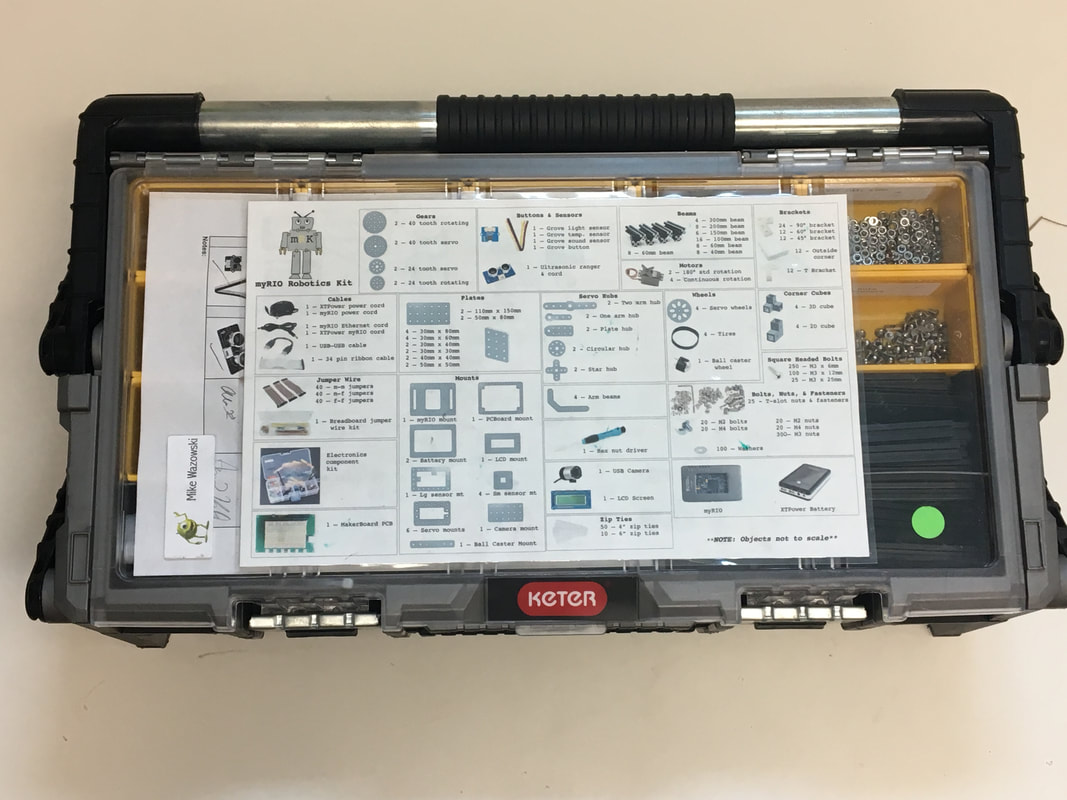 Notes:
Mike Wazowski
myRIO Robotics Kit
Gears
2 - 40 tooth rotating
2 - 40 tooth servo
2 - 24 tooth servo
2 - 24 tooth rotating
Buttons & Sensors
1 - Grove light sensor
1 - Grove temp. sensor
1 - Grove sound sensor
1 - Grove button
1 - Ultrasonic ranger
& cord
Beams
4 - 300mm beam
8 - 200mm beam
6 - 150mm beam
16 - 100mm beam
8 - 60mm beam
8 - 60mm beam
Motors
2 - 180° std rotation
4 - Continuous rotation
Brackets
24 - 90° bracket
12 - 60° bracket
12 - 45° bracket
12 - Outside
corner
12 - T Bracket
Cables
1 - XTPower power cord
1 - myRIO power cord
1 - myRIO Ethernet cord
1 - XTPower myRIO cord
1 - USB-USB cable
1 - 34 pin ribbon cable
Plates
2 - 110mm x 150mm
2 - 50mm x 80mm
4 - 30mm x 80mm
4 - 30mm x 60mm
2 - 30mm x 40mm
2 - 30mm x 30mm
2 - 40mm x 40mm
2 - 50mm x 50mm
Servo Hubs
2 - Two arm hub
2 - One arm hub
2 - Plate hub
2 - Circular hub
2 - Star hub
4 - Arm beams
Wheels
4 - Servo wheels
4 - Tires
1 - Ball caster
wheel
Corner Cubes
4 - 3D cube
4 - 2D cube
Square Headed Bolts
250 - M3 x 6mm
100 - M3 x 12mm
25 - M3 x 25mm
Jumper Wire
40 - m-m jumpers
40 - m-f jumpers
40 - f-f jumpers
1 - Breadboard jumper
wire kit
Electronics
component
kit
1 - MakerBoard PCB
Mounts
1 - myRIO mount
1 - PCBoard mount
2 - Battery mount
1 - LCD mount
1 - Lg sensor mt
4 - Sm sensor mt
6 - Servo mounts
1 - Camera mount
1 - Ball Caster Mount
1 - Hex nut driver
1 - USB Camera
1 - LCD Screen
Zip Ties
50 - 4" zip ties
10 - 6" zip ties
Bolts, Nuts, & Fasteners
25 - T-slot nuts & fasteners
20 - M2 bolts
20 - M4 bolts
20 - M2 nuts
20 - M4 nuts
300- M3 nuts
100 - Washers
myRIO
XTPower Battery
**NOTE: Objects not to scale**
KETER